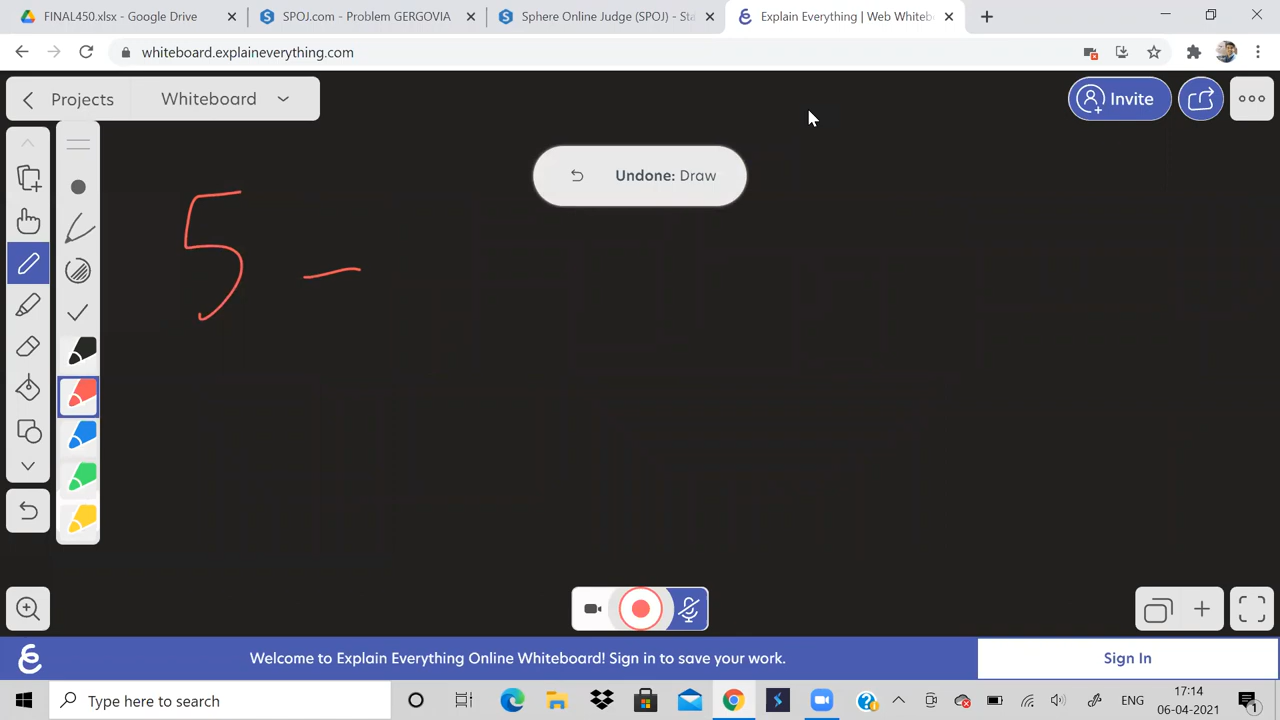 FINAL450.xlsx - Google Drive
SPOJ.com - Problem GERGOVIA
Sphere Online Judge (SPOJ) - Sta
Explain Everything | Web Whiteb
whiteboard.explaineverything.com
Projects
Whiteboard
Invite
Undone: Draw
5 -
Welcome to Explain Everything Online Whiteboard! Sign in to save your work.
Sign In
Type here to search
ENG
17:14
06-04-2021
1